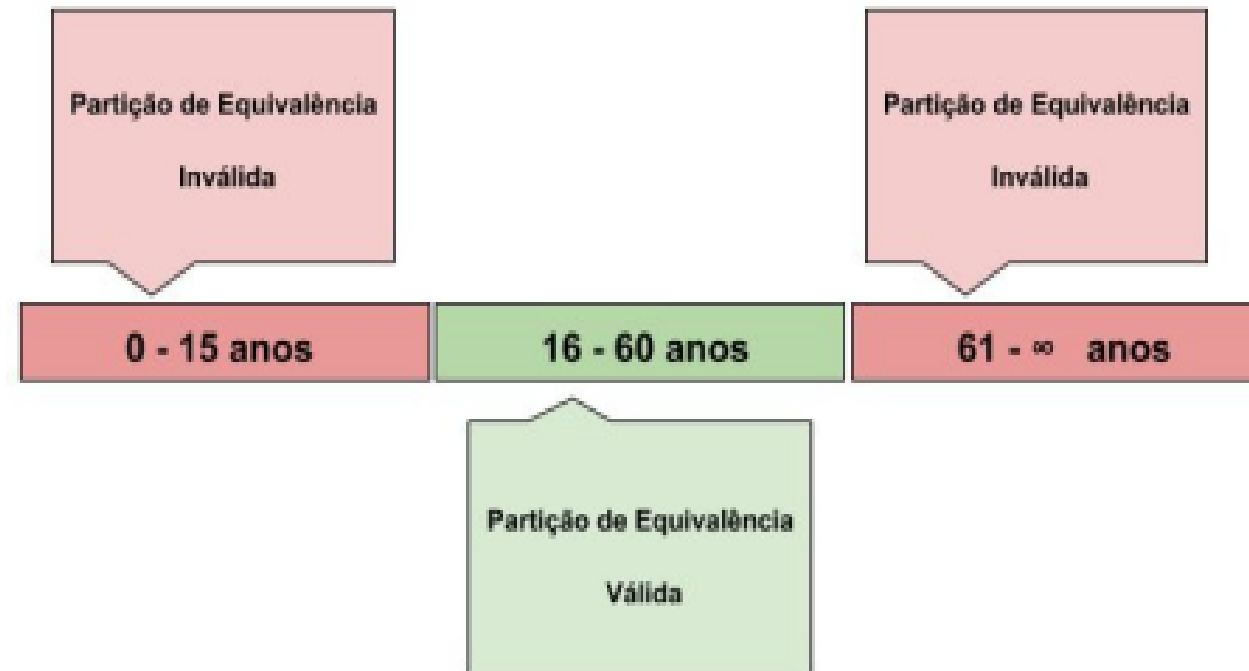 Partição de Equivalência
Inválida
Partição de Equivalência
Inválida
0 - 15 anos
16 - 60 anos
61 - ∞ anos
Partição de Equivalência
Válida